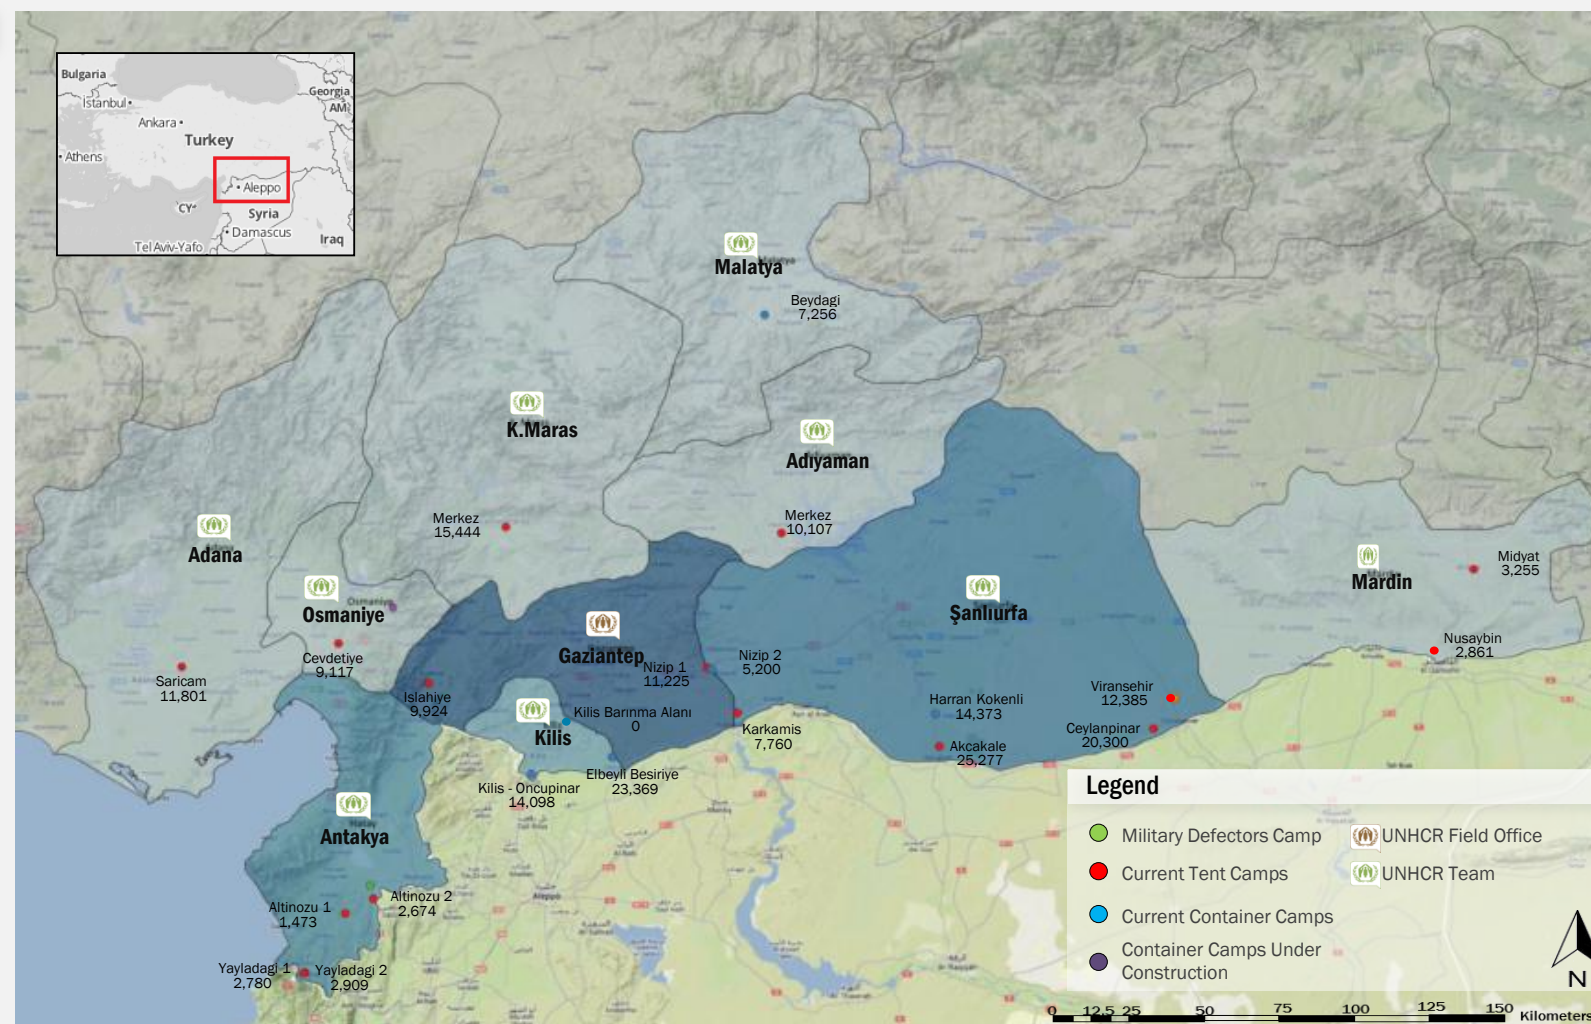 Bulgaria
Georgia
İstanbul
AM
Ankara
Turkey
Athens
Aleppo
CY
Syria
Damascus
Tel Aviv-Yafo
Iraq
Malatya
Beydagi
7,256
K.Maras
Adıyaman
Merkez
15,444
Merkez
10,107
Adana
Osmaniye
Osmaniye
Cevdetiye
9,117
Saricam
11,801
Gaziantep
Nizip 1
11,225
Nizip 2
5,200
Islahiye
9,924
Kilis Barınma Alanı
0
Kilis
Karkamis
7,760
Elbeyli Besiriye
23,369
Kilis - Oncupinar
14,098
Şanlıurfa
Harran Kokenli
14,373
Akcakale
25,277
Viransehir
12,385
Ceylanpinar
20,300
Mardin
Midyat
3,255
Nusaybin
2,861
Antakya
Altinozu 1
1,473
Altinozu 2
2,674
Yayladagi 1
2,780
Yayladagi 2
2,909
Legend
Military Defectors Camp
UNHCR Field Office
Current Tent Camps
UNHCR Team
Current Container Camps
Container Camps Under
Construction
N
0 12,5 25 50 75 100 125 150 Kilometers